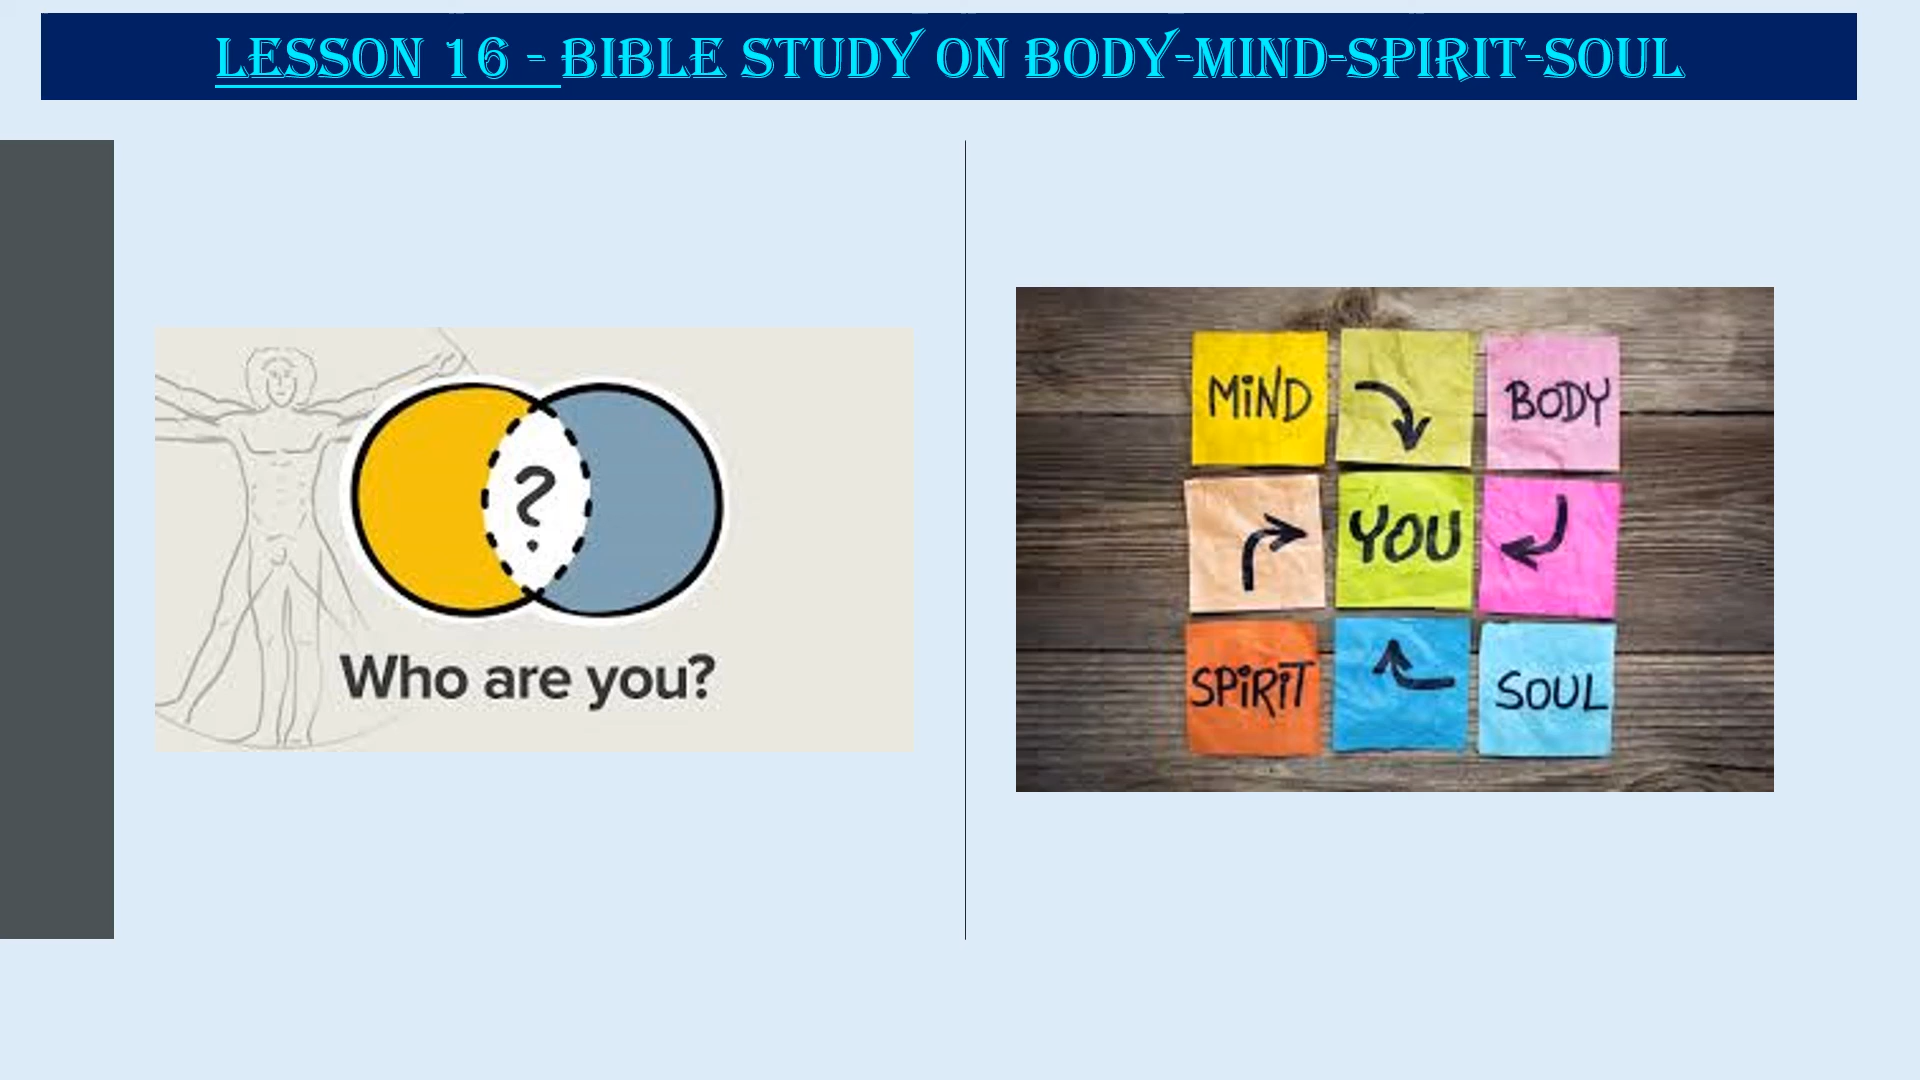 LESSON 16 - BIBLE STUDY ON BODY-MIND-SPIRIT-SOUL
?
Who are you?
MiND
BODY
YOU
SPiRiT
SOUL